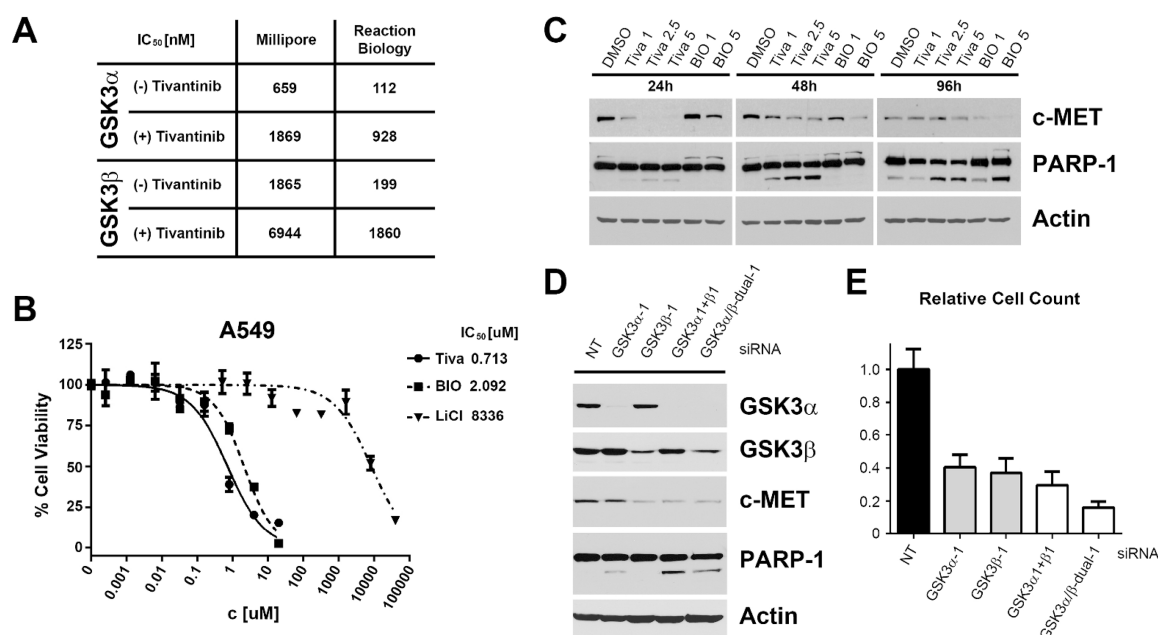 A
IC50 [nM] Millipore Reaction Biology
GSK3α
(-) Tivantinib 659 112
(+) Tivantinib 1869 928
GSK3β
(-) Tivantinib 1865 199
(+) Tivantinib 6944 1860
B
A549
IC50 [uM]
Tiva 0.713
BIO 2.092
LiCl 8336
% Cell Viability
125
100
75
50
25
0
0 0.001 0.01 0.1 1 10 100 1000 10000 100000
c [uM]
C
DMSO Tiva 1 Tiva 2.5 Tiva 5 BIO 1 BIO 5 DMSO Tiva 1 Tiva 2.5 Tiva 5 BIO 1 BIO 5 DMSO Tiva 1 Tiva 2.5 Tiva 5 BIO 1 BIO 5
24h 48h 96h
c-MET
PARP-1
Actin
D
NT GSK3α-1 GSK3β-1 GSK3α1+β1 GSK3α/β-dual-1
siRNA
GSK3α
GSK3β
c-MET
PARP-1
Actin
E
Relative Cell Count
1.0
0.8
0.6
0.4
0.2
0
NT GSK3α-1 GSK3β-1 GSK3α1+β1 GSK3α/β-dual-1
siRNA